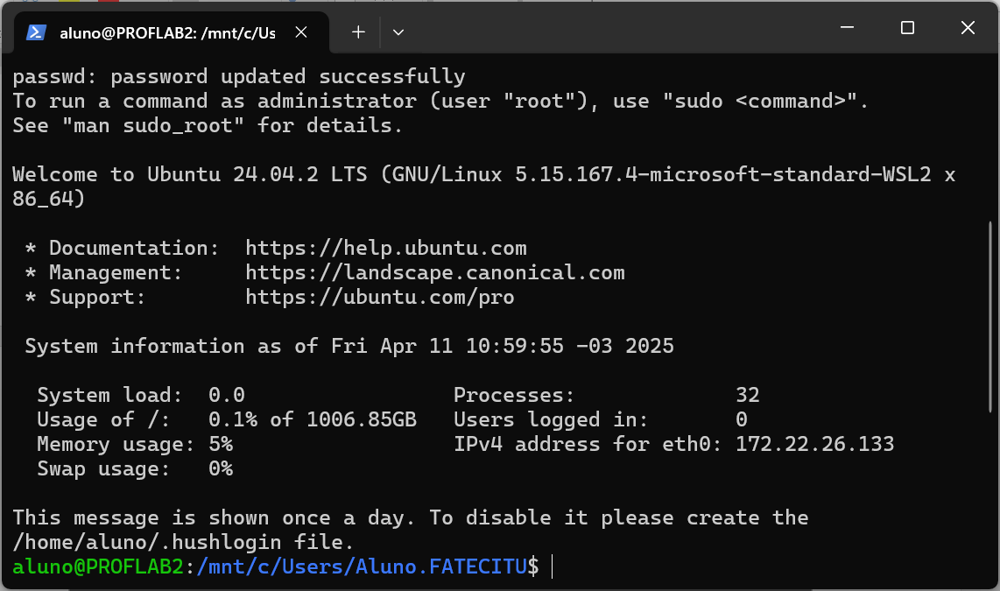 aluno@PROFLAB2: /mnt/c/Us
passwd: password updated successfully
To run a command as administrator (user "root"), use "sudo <command>".
See "man sudo_root" for details.

Welcome to Ubuntu 24.04.2 LTS (GNU/Linux 5.15.167.4-microsoft-standard-WSL2 x
86_64)

 * Documentation:  https://help.ubuntu.com
 * Management:     https://landscape.canonical.com
 * Support:        https://ubuntu.com/pro

 System information as of Fri Apr 11 10:59:55 -03 2025

  System load:  0.0                 Processes:             32
  Usage of /:   0.1% of 1006.85GB   Users logged in:       0
  Memory usage: 5%                  IPv4 address for eth0: 172.22.26.133
  Swap usage:   0%

This message is shown once a day. To disable it please create the
/home/aluno/.hushlogin file.
aluno@PROFLAB2:/mnt/c/Users/Aluno.FATECITU$